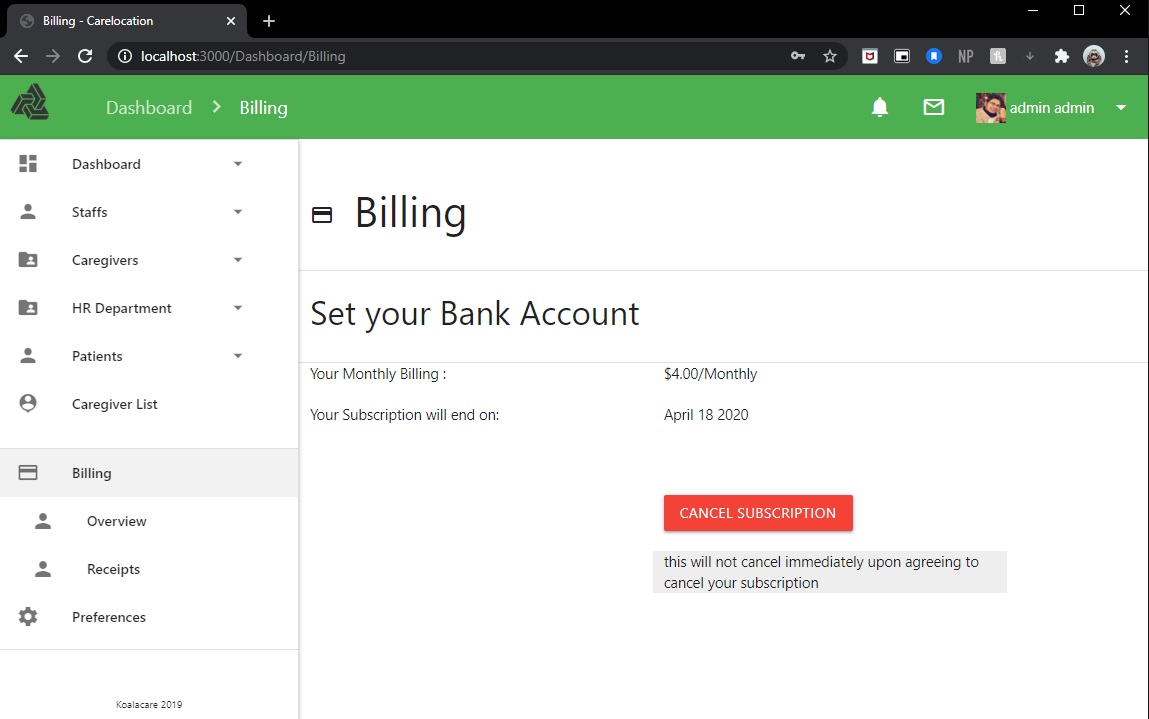 Billing - Carelocation
localhost:3000/Dashboard/Billing
NP
Dashboard
Billing
admin admin
Dashboard
Staffs
Caregivers
HR Department
Patients
Caregiver List
Billing
Overview
Receipts
Preferences
Koalacare 2019
Billing
Set your Bank Account
Your Monthly Billing : $4.00/Monthly
Your Subscription will end on: April 18 2020
CANCEL SUBSCRIPTION
this will not cancel immediately upon agreeing to
cancel your subscription